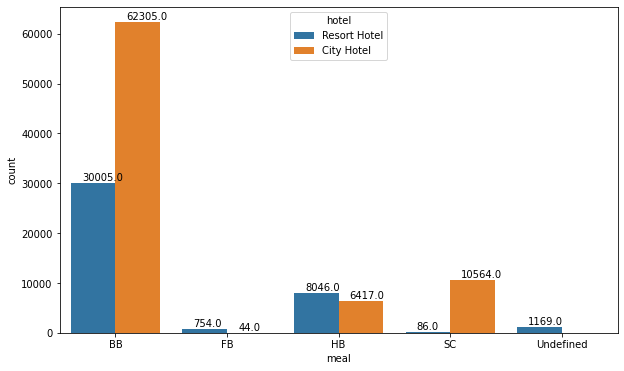 hotel
Resort Hotel
City Hotel
62305.0
60000
50000
40000
30005.0
30000
20000
10564.0
10000
8046.0
6417.0
754.0
44.0
86.0
1169.0
0
count
BB
FB
HB
SC
Undefined
meal